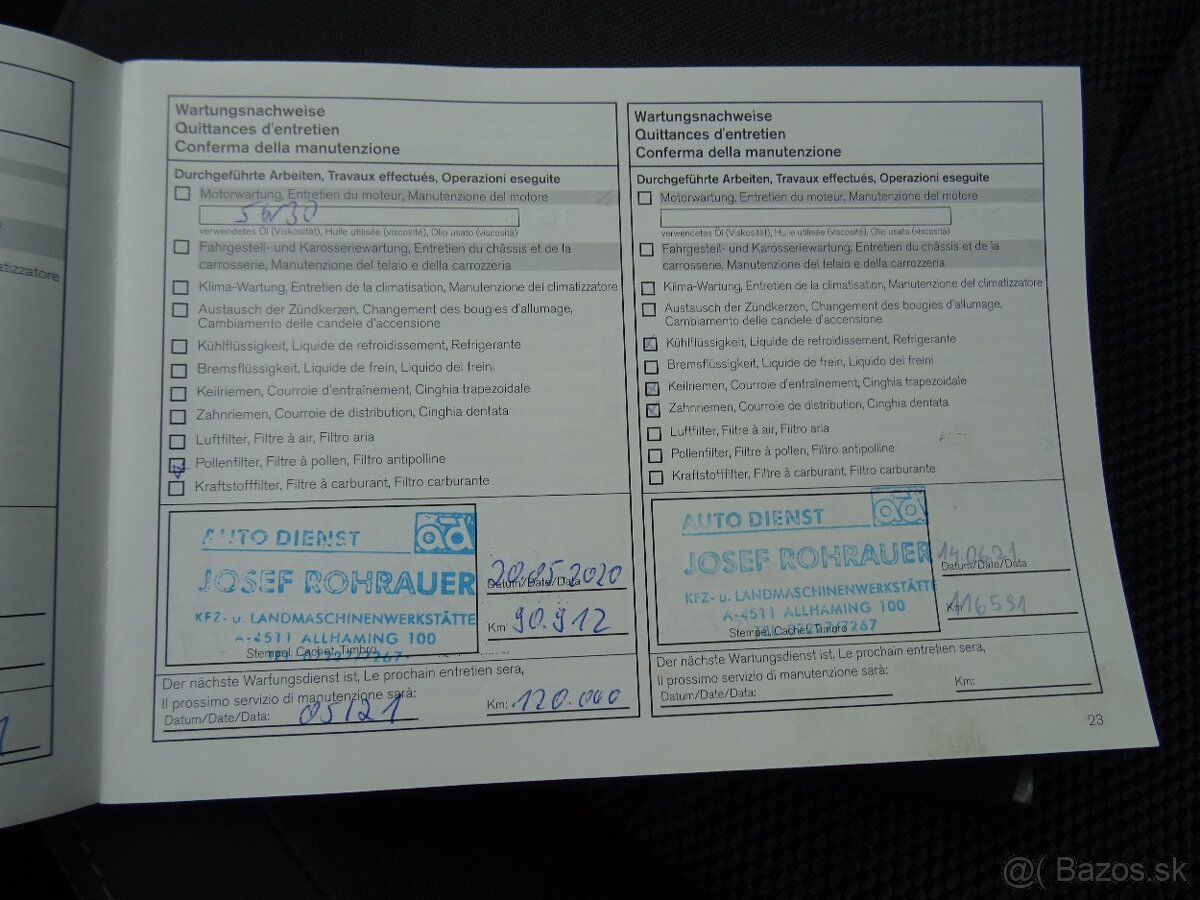 atizzatore
Wartungsnachweise
Quittances d'entretien
Conferma della manutenzione
Durchgeführte Arbeiten, Travaux effectués, Operazioni eseguite
Motorwartung, Entretien du moteur, Manutenzione del motore
5W30
verwendetes Öl (Viskosität), Huile utilisée (viscosité), Olio usato (viscosità)
Fahrgestell- und Karosseriewartung, Entretien du châssis et de la
carrosserie, Manutenzione del telaio e della carrozzeria
Klima-Wartung, Entretien de la climatisation, Manutenzione del climatizzatore
Austausch der Zündkerzen, Changement des bougies d'allumage,
Cambiamento delle candele d'accensione
Kühlflüssigkeit, Liquide de refroidissement, Refrigerante
Bremsflüssigkeit, Liquide de frein, Liquido dei freini
Keilriemen, Courroie d'entraînement, Cinghia trapezoidale
Zahnriemen, Courroie de distribution, Cinghia dentata
Luftfilter, Filtre à air, Filtro aria
Pollenfilter, Filtre à pollen, Filtro antipolline
Kraftstofffilter, Filtre à carburant, Filtro carburante
AUTO DIENST ad
JOSEF ROHRAUER
KFZ- u. LANDMASCHINENWERKSTÄTTE
A-4511 ALLHAMING 100
TEL. 07227/7267
Stempel, Cachet, Timbro
20.05.2020
Datum/Date/Data
Km: 90.912
Der nächste Wartungsdienst ist, Le prochain entretien sera,
Il prossimo servizio di manutenzione sarà:
Datum/Date/Data: 05/21 Km: 120.000
Wartungsnachweise
Quittances d'entretien
Conferma della manutenzione
Durchgeführte Arbeiten, Travaux effectués, Operazioni eseguite
Motorwartung, Entretien du moteur, Manutenzione del motore
verwendetes Öl (Viskosität), Huile utilisée (viscosité), Olio usato (viscosità)
Fahrgestell- und Karosseriewartung, Entretien du châssis et de la
carrosserie, Manutenzione del telaio e della carrozzeria
Klima-Wartung, Entretien de la climatisation, Manutenzione del climatizzatore
Austausch der Zündkerzen, Changement des bougies d'allumage,
Cambiamento delle candele d'accensione
Kühlflüssigkeit, Liquide de refroidissement, Refrigerante
Bremsflüssigkeit, Liquide de frein, Liquido dei freini
Keilriemen, Courroie d'entraînement, Cinghia trapezoidale
Zahnriemen, Courroie de distribution, Cinghia dentata
Luftfilter, Filtre à air, Filtro aria
Pollenfilter, Filtre à pollen, Filtro antipolline
Kraftstofffilter, Filtre à carburant, Filtro carburante
AUTO DIENST ad
JOSEF ROHRAUER
KFZ- u. LANDMASCHINENWERKSTÄTTE
A-4511 ALLHAMING 100
TEL. 07227/7267
Stempel, Cachet, Timbro
14.06.21
Datum/Date/Data
Km: 116591
Der nächste Wartungsdienst ist, Le prochain entretien sera,
Il prossimo servizio di manutenzione sarà:
Datum/Date/Data: Km:
23
@( Bazos.sk